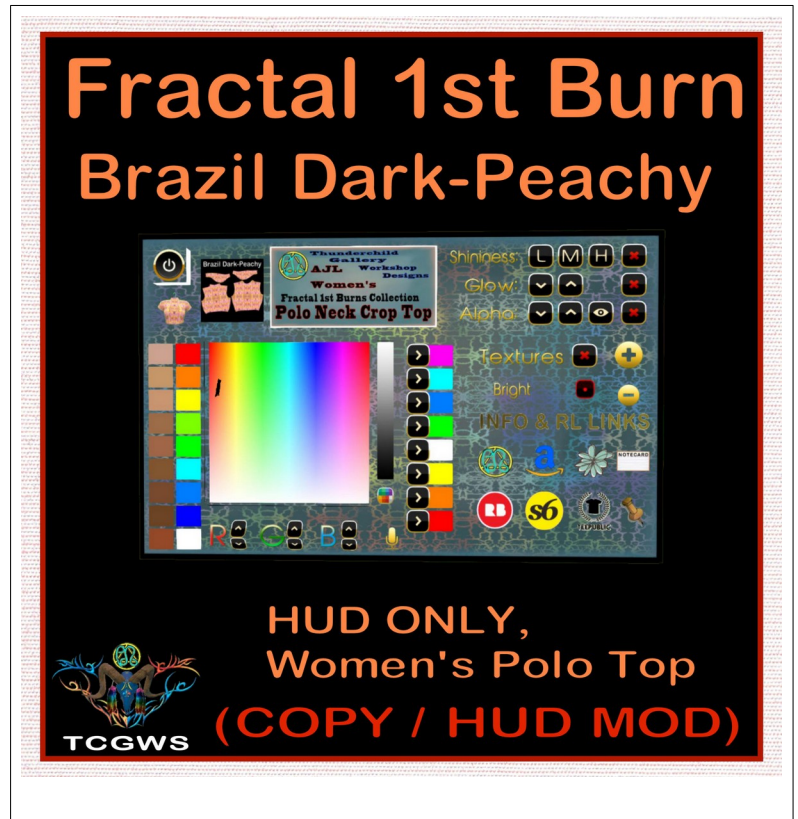 Fractal 1st Burn
Brazil Dark-Peachy
Brazil Dark-Peachy
Thunderchild
Gallery
AJL Workshop
Designs
Women's
Fractal 1st Burns Collection
Polo Neck Crop Top
Shininess: L M H
Glow:
Alpha:
Textures
Bright
INFO & RL LINKS
a
NOTECARD
RB
s6
REPUBLIC
R G B
HUD ONLY,
Women's Polo Top
(COPY / HUD MOD)
TCGWS